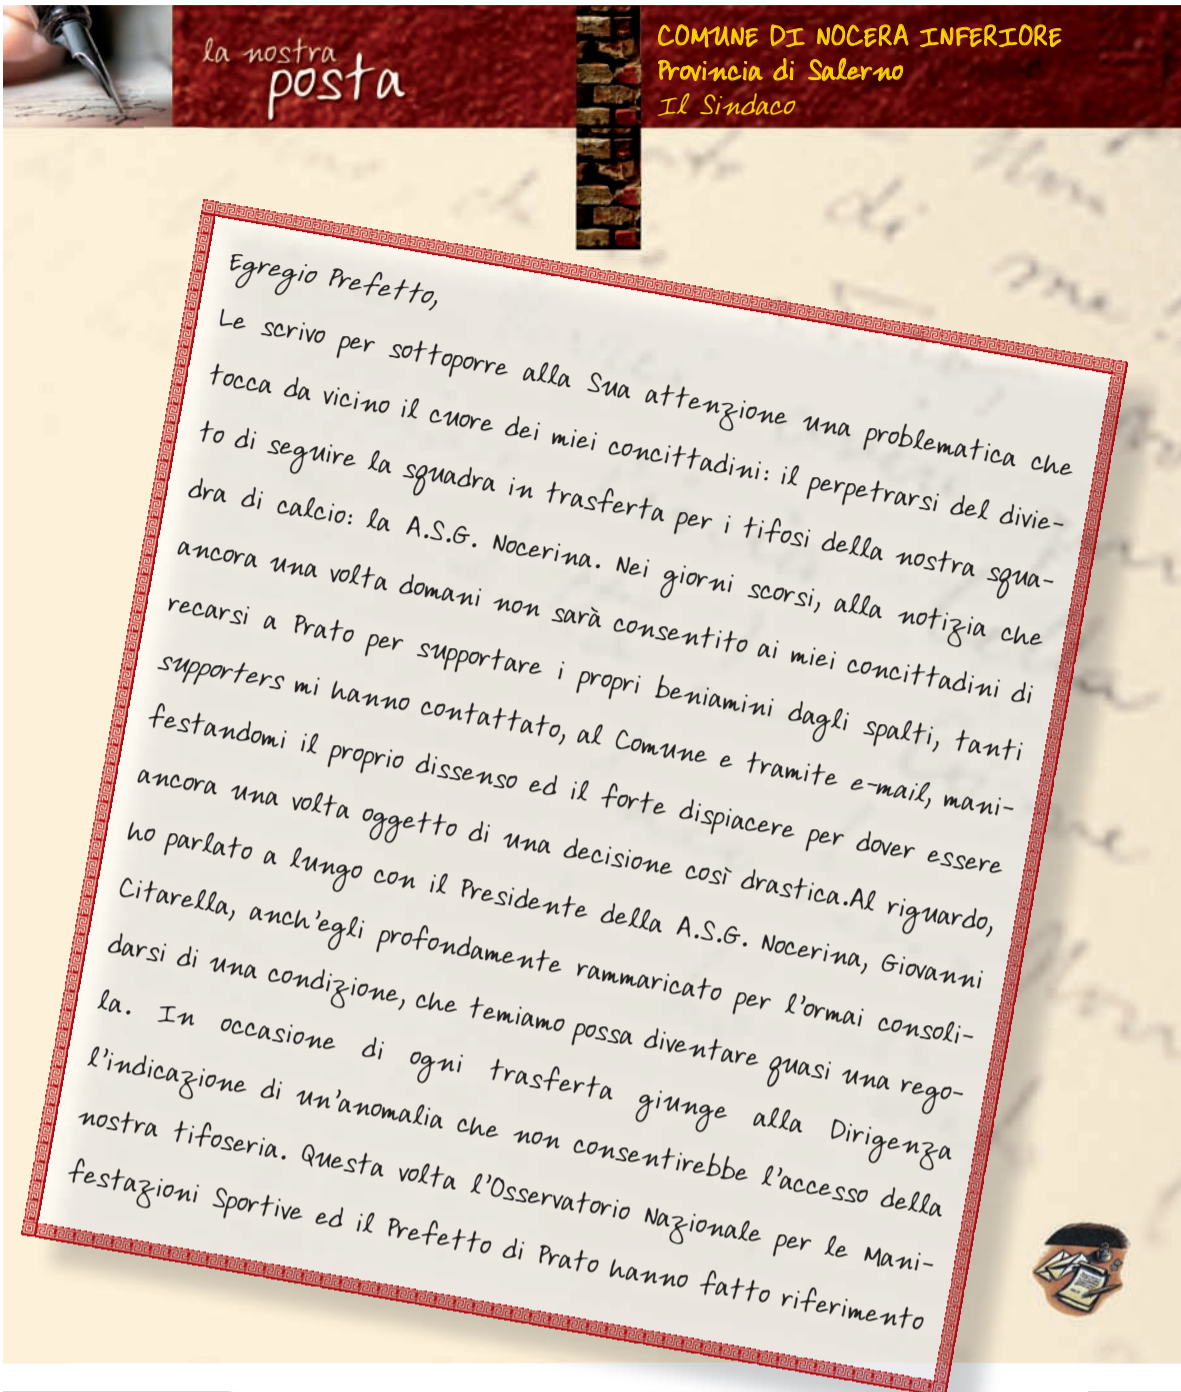 la nostra
posta
COMUNE DI NOCERA INFERIORE
Provincia di Salerno
Il Sindaco
Egregio Prefetto,
Le scrivo per sottoporre alla Sua attenzione una problematica che
tocca da vicino il cuore dei miei concittadini: il perpetrarsi del divie-
to di seguire la squadra in trasferta per i tifosi della nostra squa-
dra di calcio: la A.S.G. Nocerina. Nei giorni scorsi, alla notizia che
ancora una volta domani non sarà consentito ai miei concittadini di
recarsi a Prato per supportare i propri beniamini dagli spalti, tanti
supporters mi hanno contattato, al Comune e tramite e-mail, mani-
festandomi il proprio dissenso ed il forte dispiacere per dover essere
ancora una volta oggetto di una decisione così drastica.Al riguardo,
ho parlato a lungo con il Presidente della A.S.G. Nocerina, Giovanni
Citarella, anch'egli profondamente rammaricato per l'ormai consoli-
darsi di una condizione, che temiamo possa diventare quasi una rego-
la. In occasione di ogni trasferta giunge alla Dirigenza
l'indicazione di un'anomalia che non consentirebbe l'accesso della
nostra tifoseria. Questa volta l'Osservatorio Nazionale per le Mani-
festazioni Sportive ed il Prefetto di Prato hanno fatto riferimento